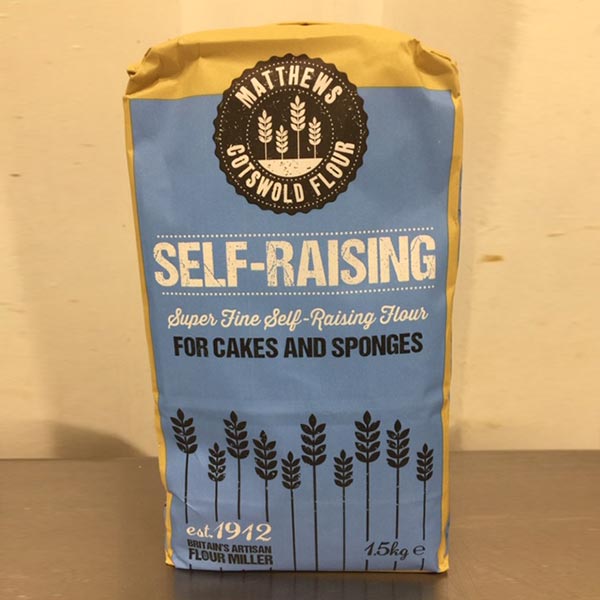 MATTHEWS
COTSWOLD FLOUR
SELF-RAISING
Super Fine Self-Raising Flour
FOR CAKES AND SPONGES
est.1912
BRITAIN'S ARTISAN
FLOUR MILLER
1.5kg ℮